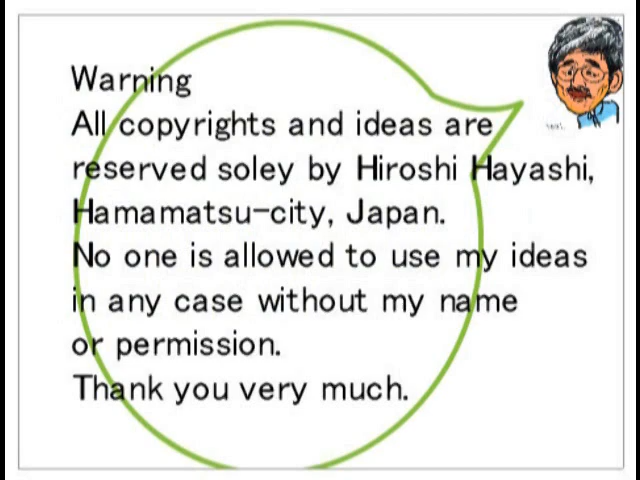 Warning
All copyrights and ideas are
reserved soley by Hiroshi Hayashi,
Hamamatsu-city, Japan.
No one is allowed to use my ideas
in any case without my name
or permission.
Thank you very much.